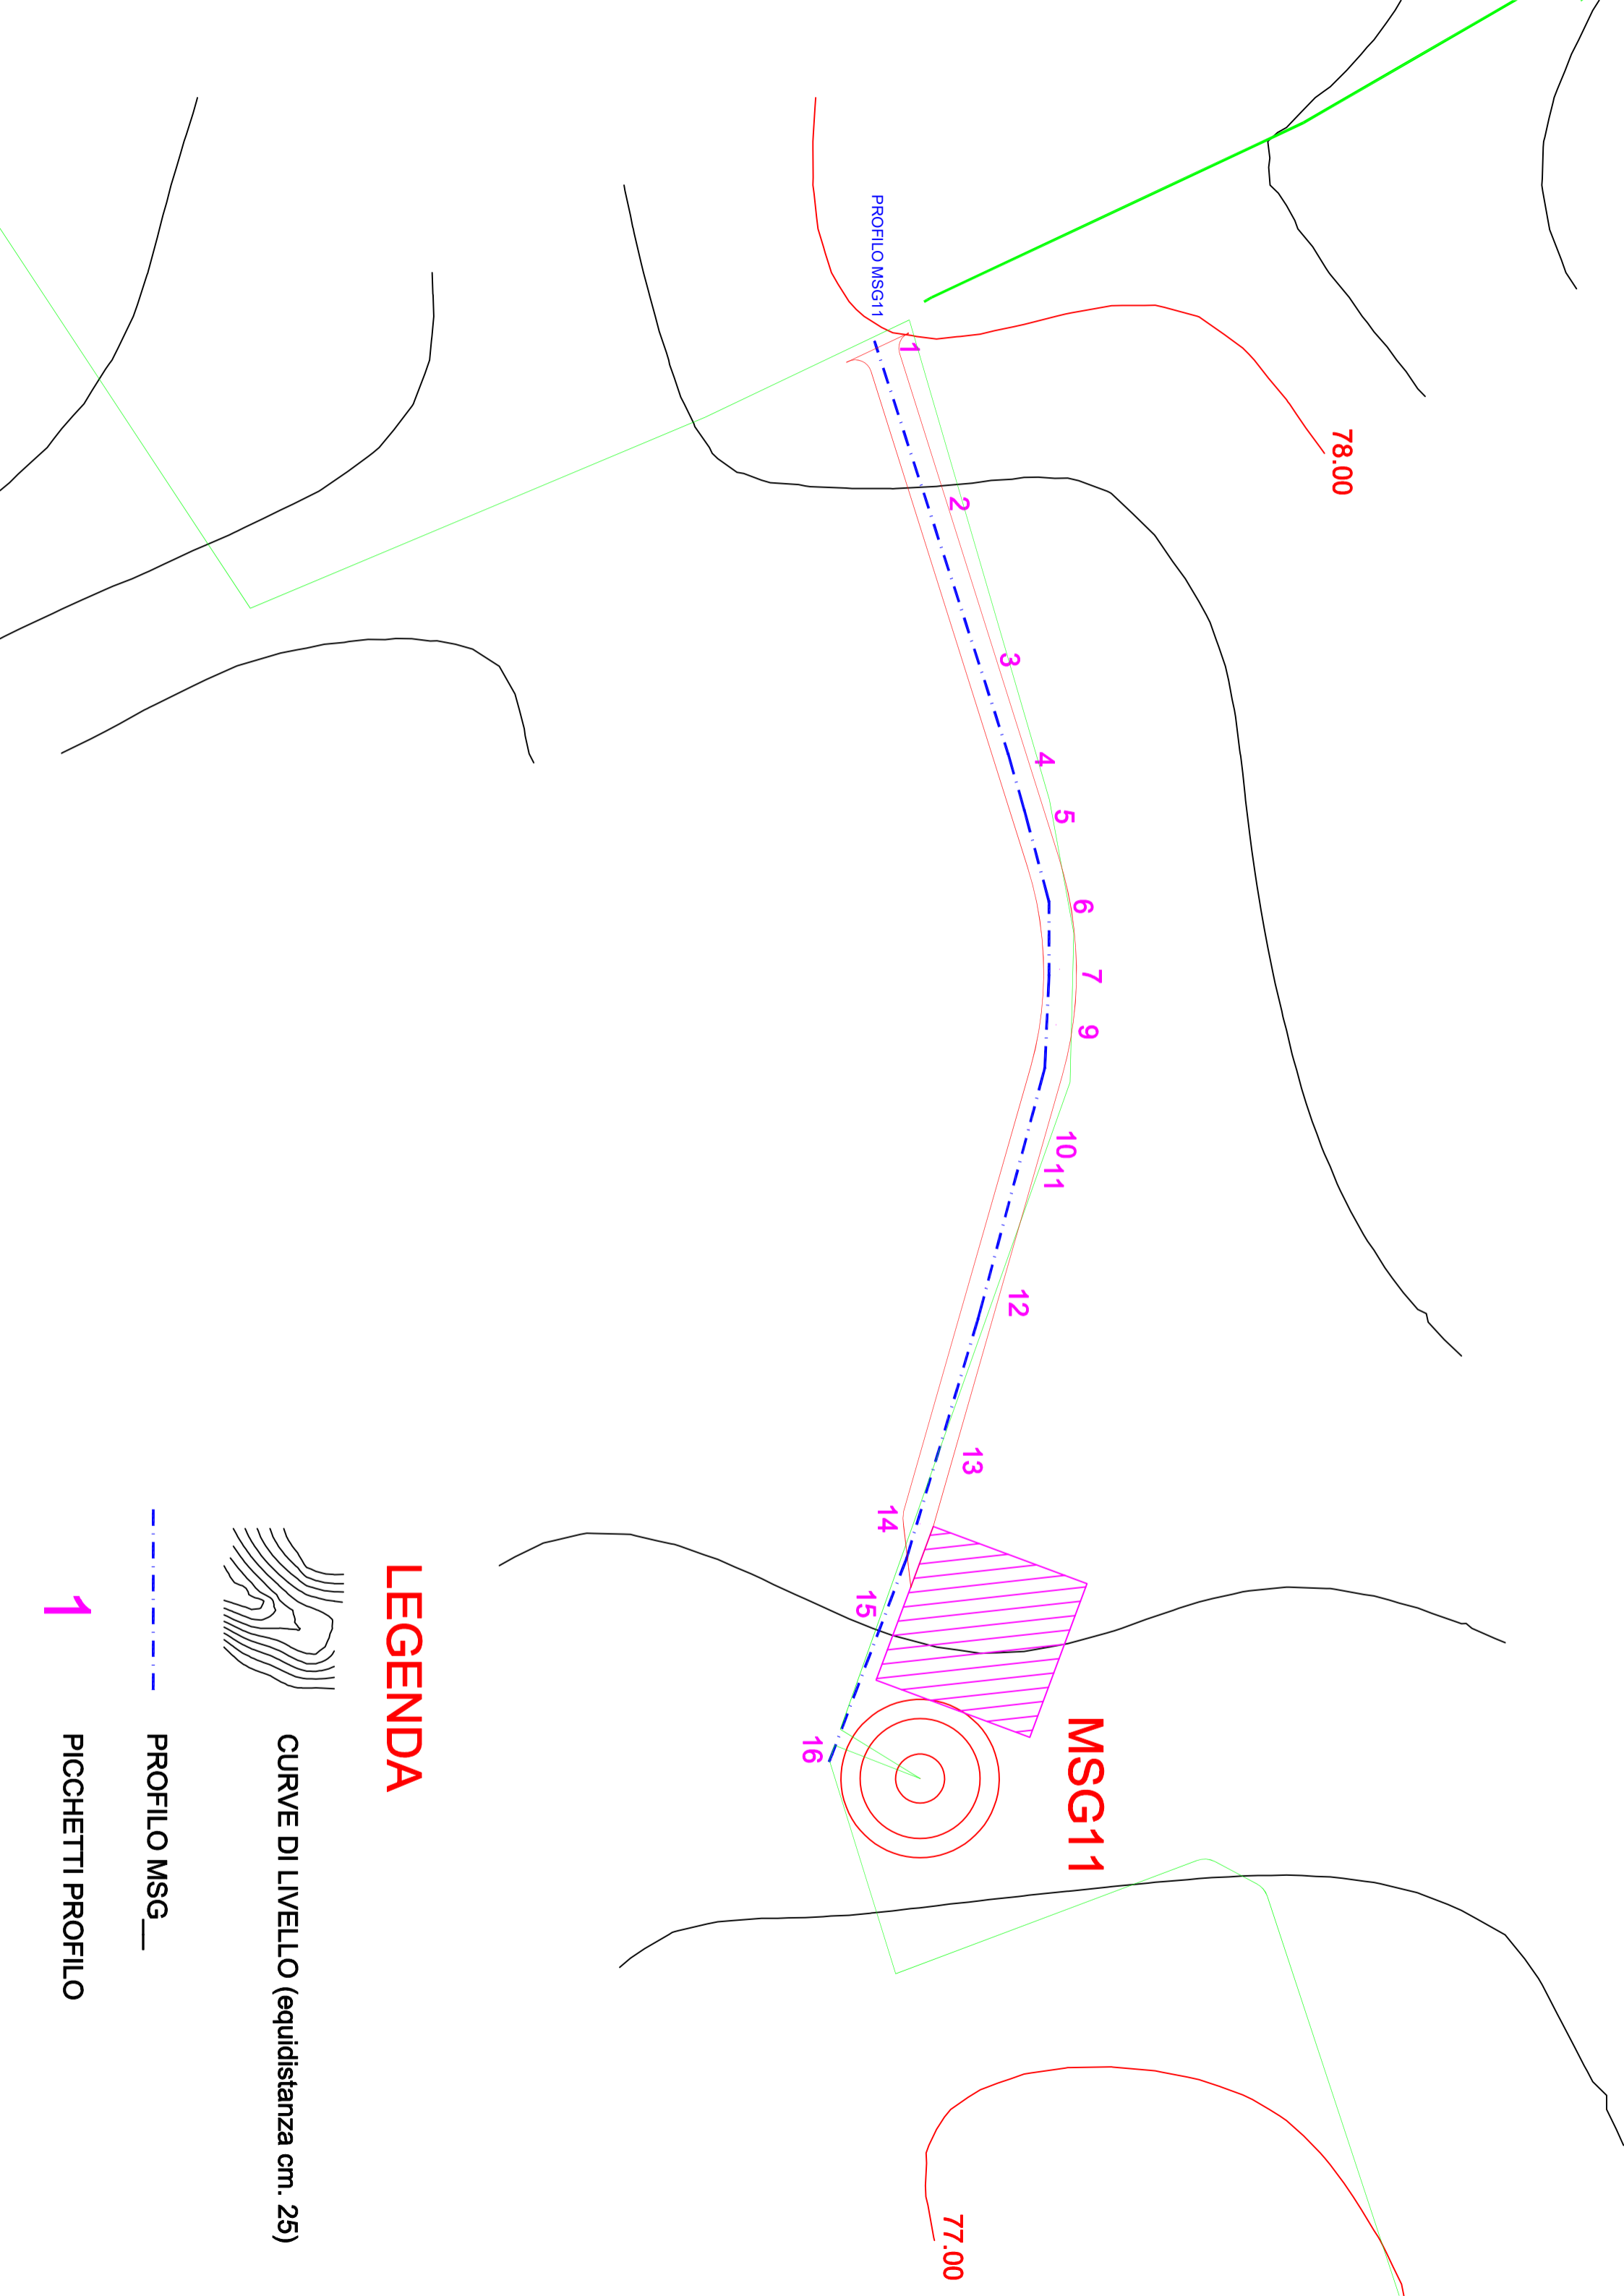 78.00
PROFILO MSG11
1
2
3
4
5
6
7
9
10
11
12
13
14
15
16
MSG11
77.00
LEGENDA
CURVE DI LIVELLO (equidistanza cm. 25)
PROFILO MSG__
1 PICCHETTI PROFILO